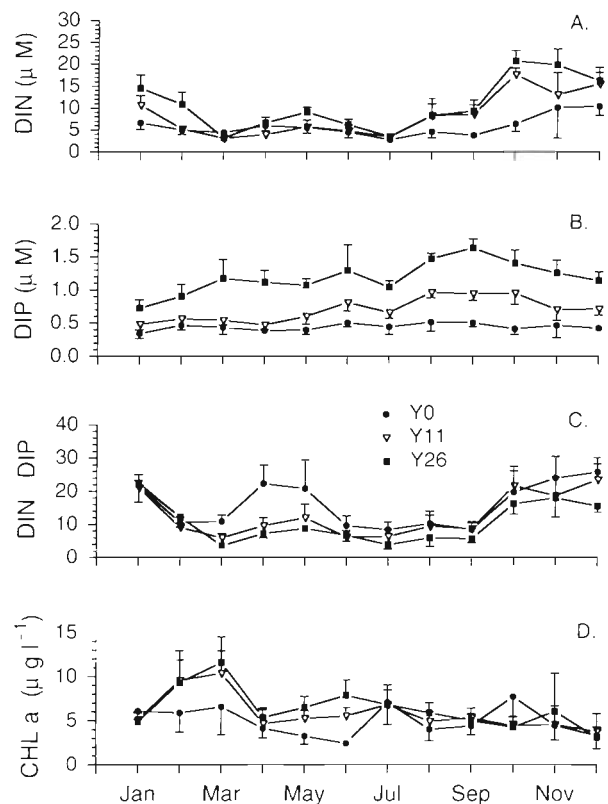 A.
30
25
20
15
10
5
0
DIN (μ M)
B.
2.0
1.5
1.0
0.5
0.0
DIP (μ M)
C.
Y0
Y11
Y26
40
30
20
10
0
DIN DIP
D.
15
10
5
0
CHL a (μ g l⁻¹)
Jan Mar May Jul Sep Nov